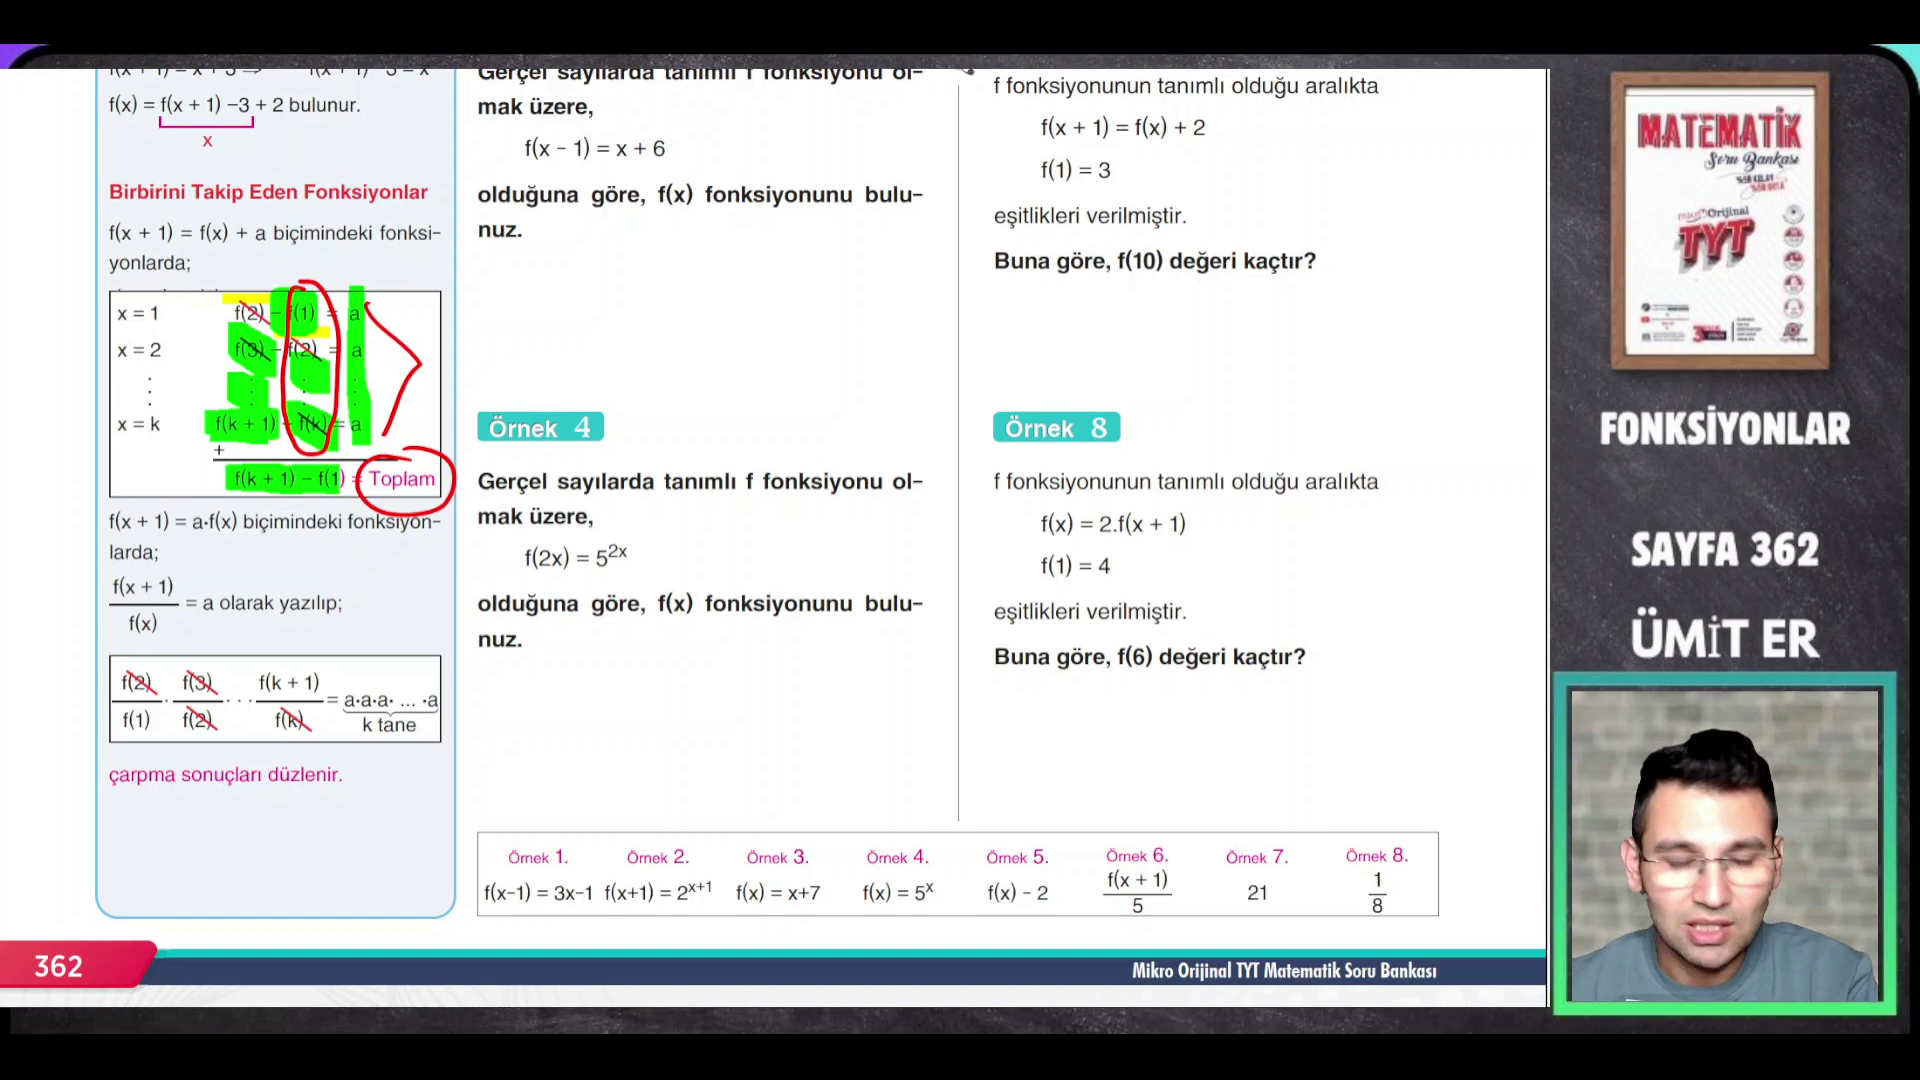 f(x) = f(x + 1) –3 + 2 bulunur.
x
Birbirini Takip Eden Fonksiyonlar
f(x + 1) = f(x) + a biçimindeki fonksi–
yonlarda;
x = 1 f(2) – f(1) = a
x = 2 f(3) – f(2) = a
x = k f(k + 1) – f(k) = a
+
f(k + 1) – f(1) = Toplam
f(x + 1) = a·f(x) biçimindeki fonksiyon–
larda;
f(x + 1)
= a olarak yazılıp;
f(x)
f(2) f(3) f(k + 1)
. . . . = a·a·a· ... ·a
f(1) f(2) f(k) k tane
çarpma sonuçları düzlenir.
362
Gerçel sayılarda tanımlı f fonksiyonu ol–
mak üzere,
f(x – 1) = x + 6
olduğuna göre, f(x) fonksiyonunu bulu–
nuz.
Örnek 4
Gerçel sayılarda tanımlı f fonksiyonu ol–
mak üzere,
f(2x) = 5²ˣ
olduğuna göre, f(x) fonksiyonunu bulu–
nuz.
f fonksiyonunun tanımlı olduğu aralıkta
f(x + 1) = f(x) + 2
f(1) = 3
eşitlikleri verilmiştir.
Buna göre, f(10) değeri kaçtır?
Örnek 8
f fonksiyonunun tanımlı olduğu aralıkta
f(x) = 2.f(x + 1)
f(1) = 4
eşitlikleri verilmiştir.
Buna göre, f(6) değeri kaçtır?
Örnek 1. Örnek 2. Örnek 3. Örnek 4. Örnek 5. Örnek 6. Örnek 7. Örnek 8.
f(x–1) = 3x–1 f(x+1) = 2ˣ⁺¹ f(x) = x+7 f(x) = 5ˣ f(x) – 2 f(x + 1)/5 21 1/8
Mikro Orijinal TYT Matematik Soru Bankası
MATEMATİK
Soru Bankası
Orijinal
TYT
FONKSİYONLAR
SAYFA 362
ÜMİT ER